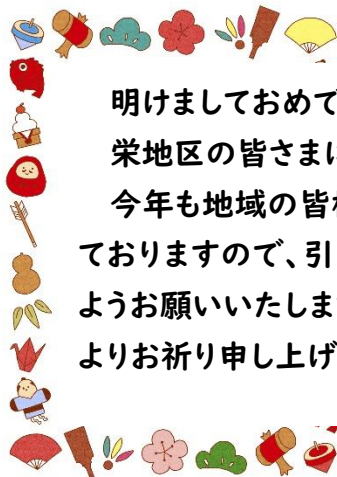 明けましておめで
栄地区の皆さまに
今年も地域の皆
ておりますので、引
ようお願いいたしま
よりお祈り申し上げ